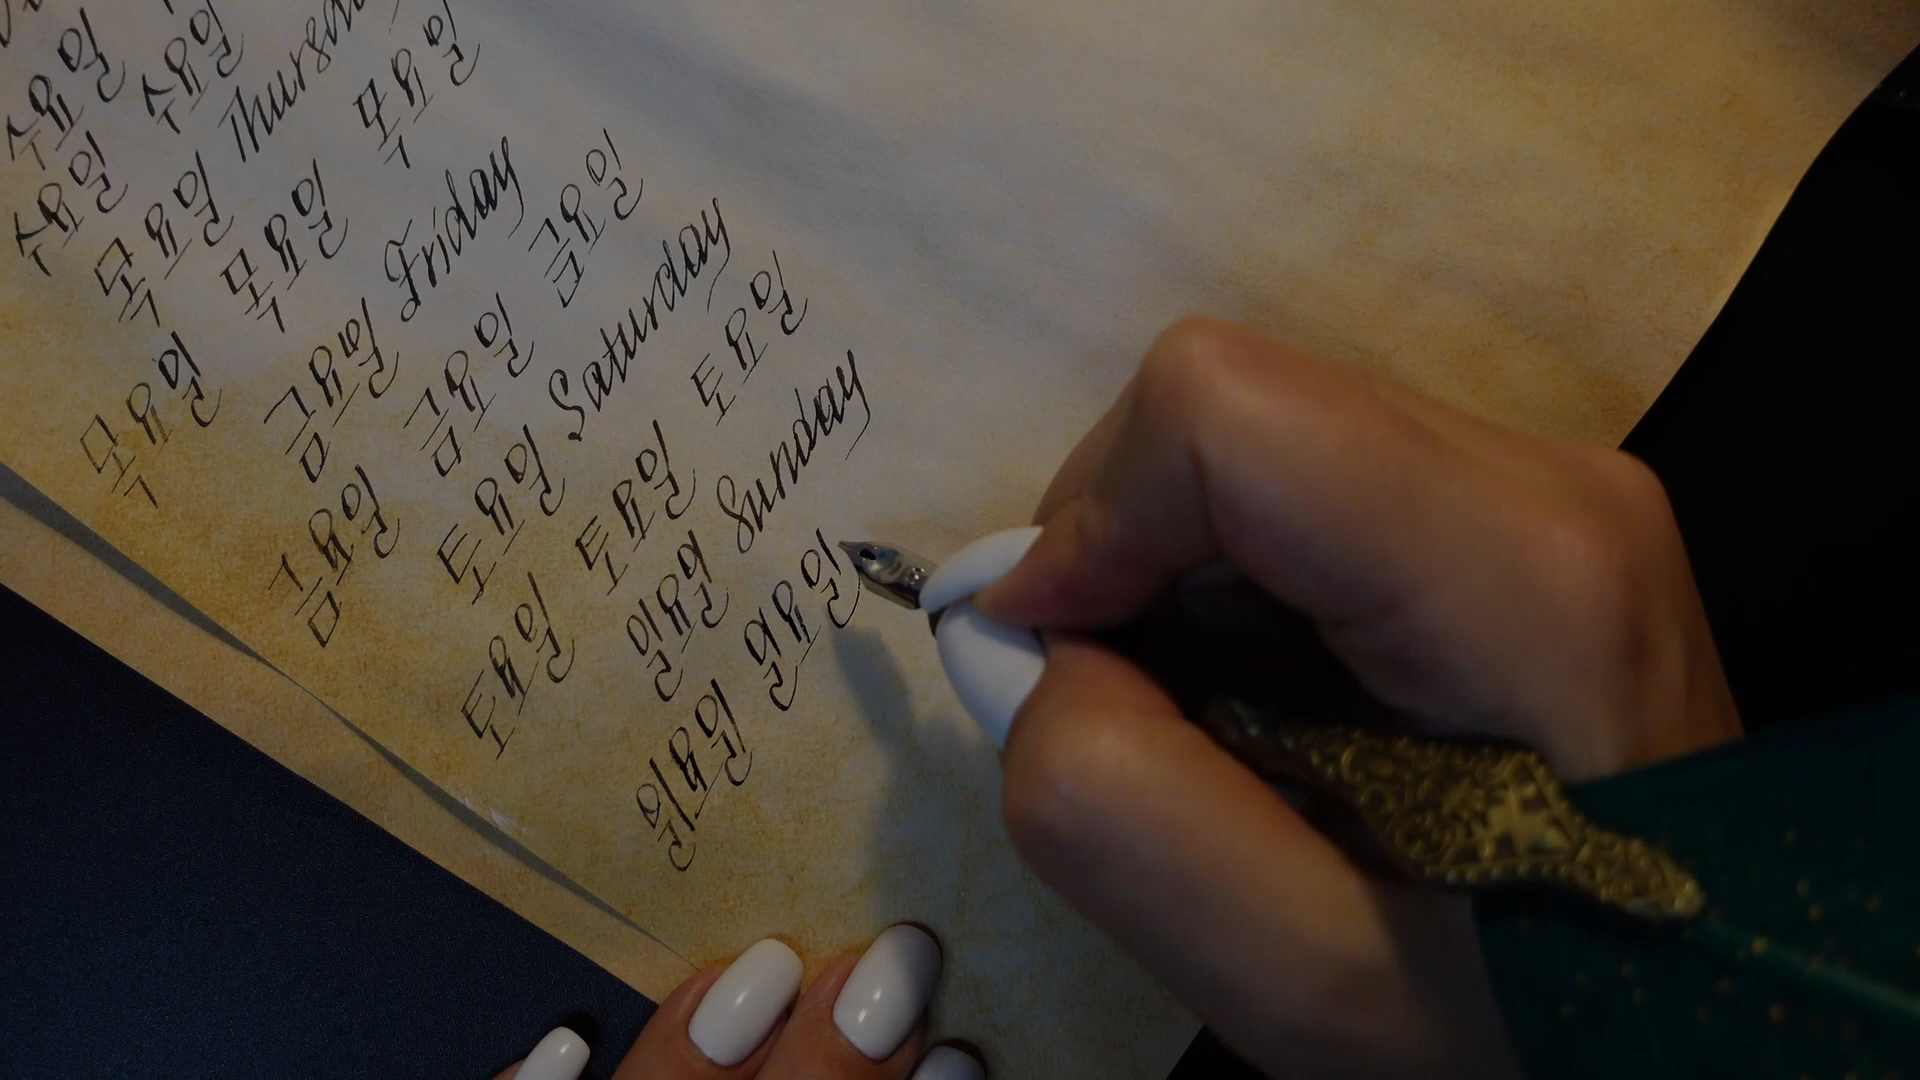 수요일
수요일 수요일
목요일 Thursda
목요일 목요일 목요일
금요일 Friday
금요일 금요일 금요일
토요일 Saturday
토요일 토요일 토요일
일요일 Sunday
일요일 일요일